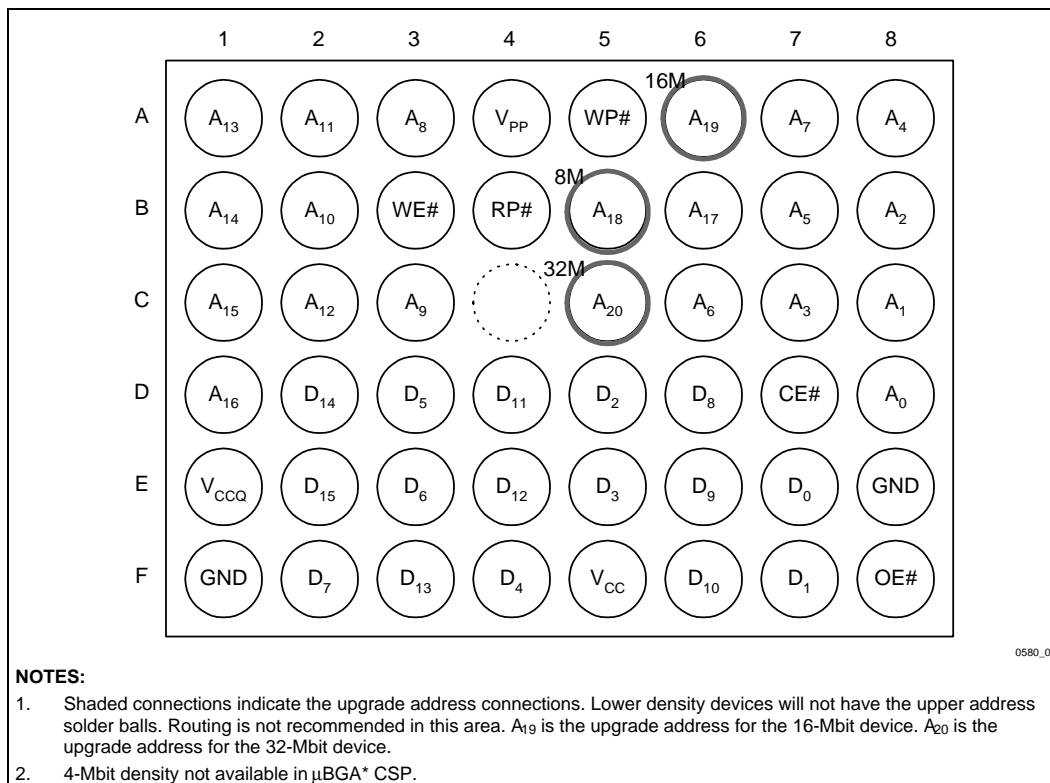 1 2 3 4 5 6 7 8
16M
A A₁₃ A₁₁ A₈ V_PP WP# A₁₉ A₇ A₄
8M
B A₁₄ A₁₀ WE# RP# A₁₈ A₁₇ A₅ A₂
32M
C A₁₅ A₁₂ A₉ A₂₀ A₆ A₃ A₁
D A₁₆ D₁₄ D₅ D₁₁ D₂ D₈ CE# A₀
E V_CCQ D₁₅ D₆ D₁₂ D₃ D₉ D₀ GND
F GND D₇ D₁₃ D₄ V_CC D₁₀ D₁ OE#
0580_0
NOTES:
1. Shaded connections indicate the upgrade address connections. Lower density devices will not have the upper address
solder balls. Routing is not recommended in this area. A₁₉ is the upgrade address for the 16-Mbit device. A₂₀ is the
upgrade address for the 32-Mbit device.
2. 4-Mbit density not available in µBGA* CSP.